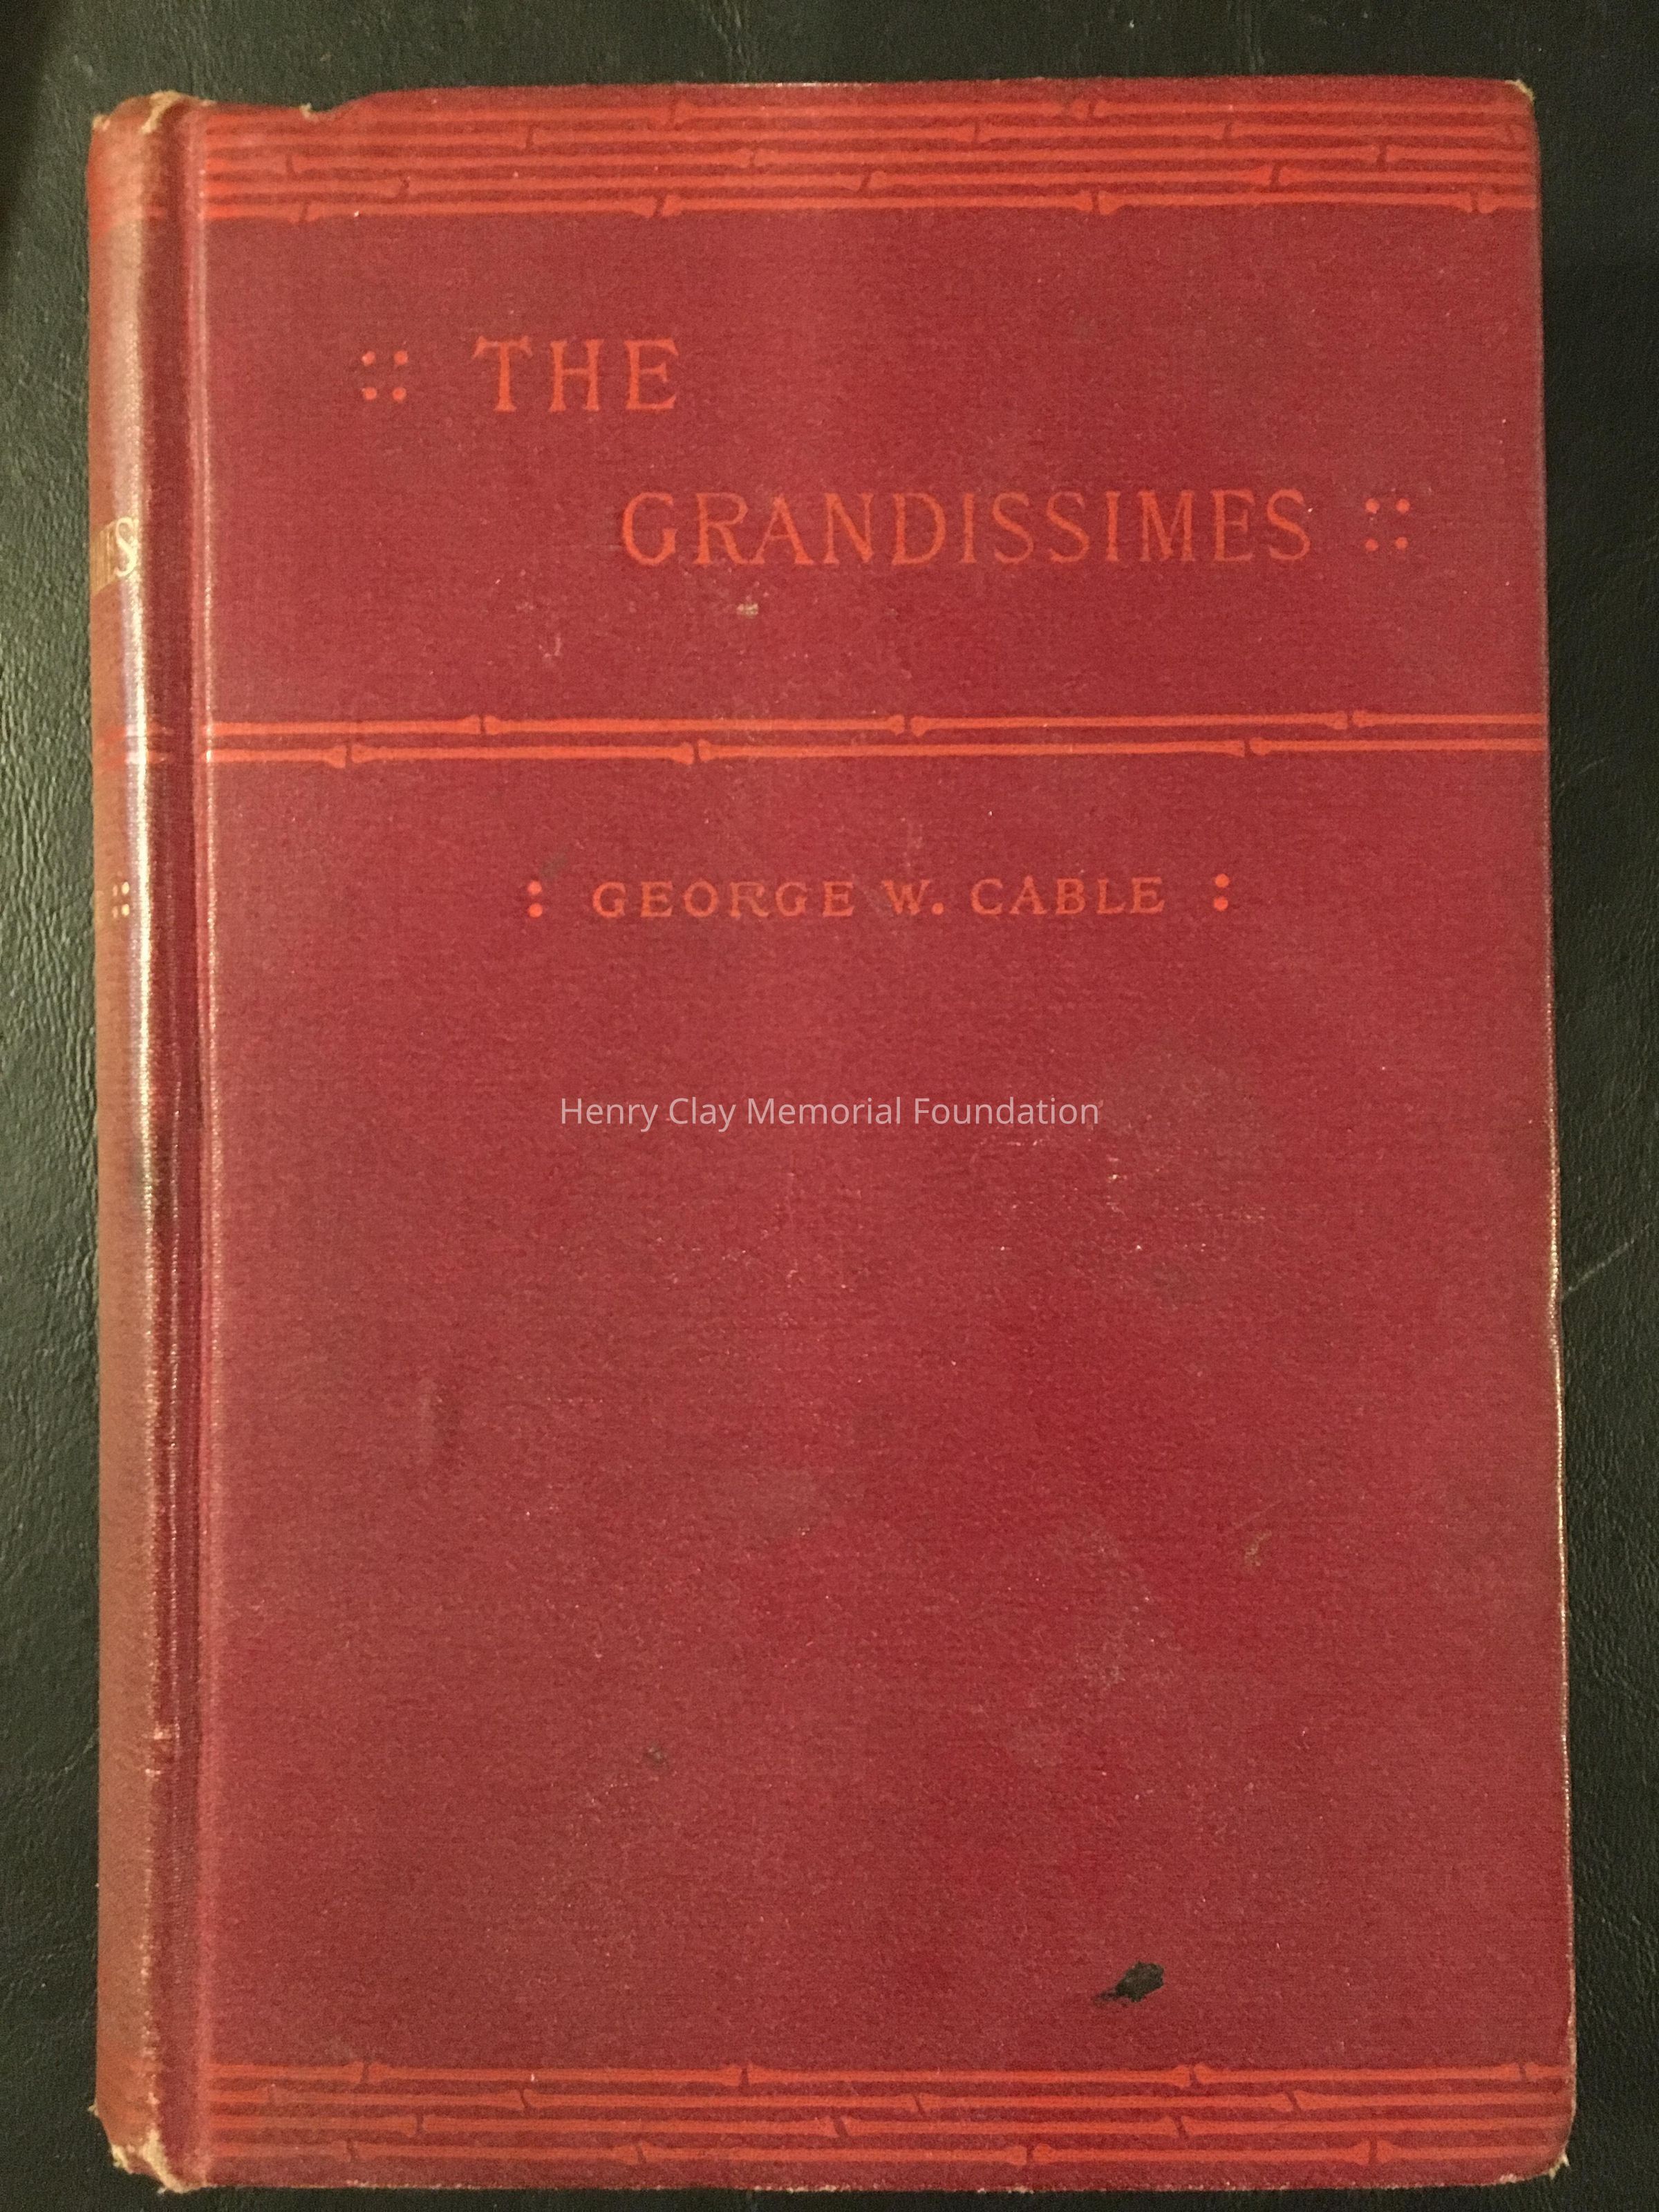 THE
GRANDISSIMES
GEORGE W. CABLE
Henry Clay Memorial Foundation